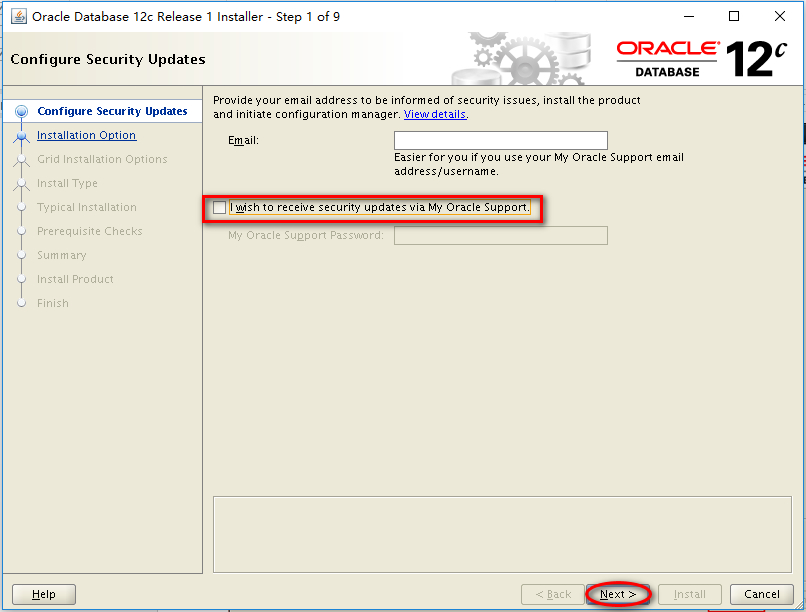 Oracle Database 12c Release 1 Installer - Step 1 of 9
Configure Security Updates
ORACLE®
DATABASE
12c
Configure Security Updates
Installation Option
Grid Installation Options
Install Type
Typical Installation
Prerequisite Checks
Summary
Install Product
Finish
Provide your email address to be informed of security issues, install the product
and initiate configuration manager. View details.
Email:
Easier for you if you use your My Oracle Support email
address/username.
I wish to receive security updates via My Oracle Support.
My Oracle Support Password:
Help
< Back
Next >
Install
Cancel